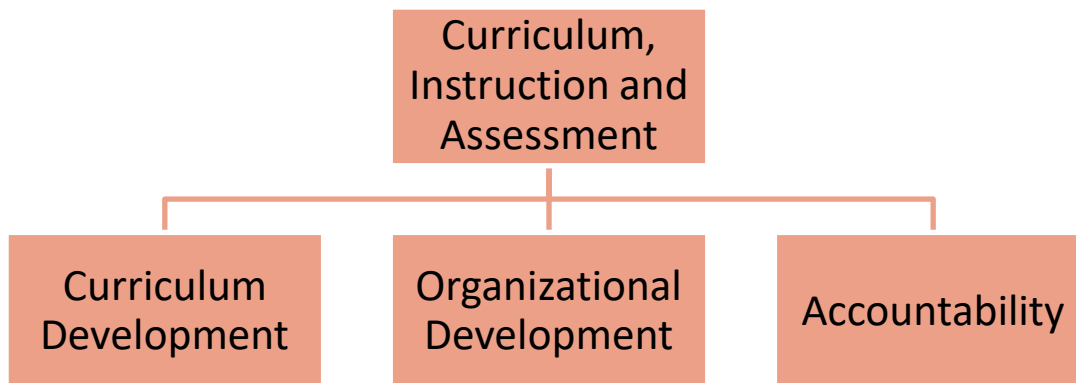 Curriculum,
Instruction and
Assessment
Curriculum
Development
Organizational
Development
Accountability